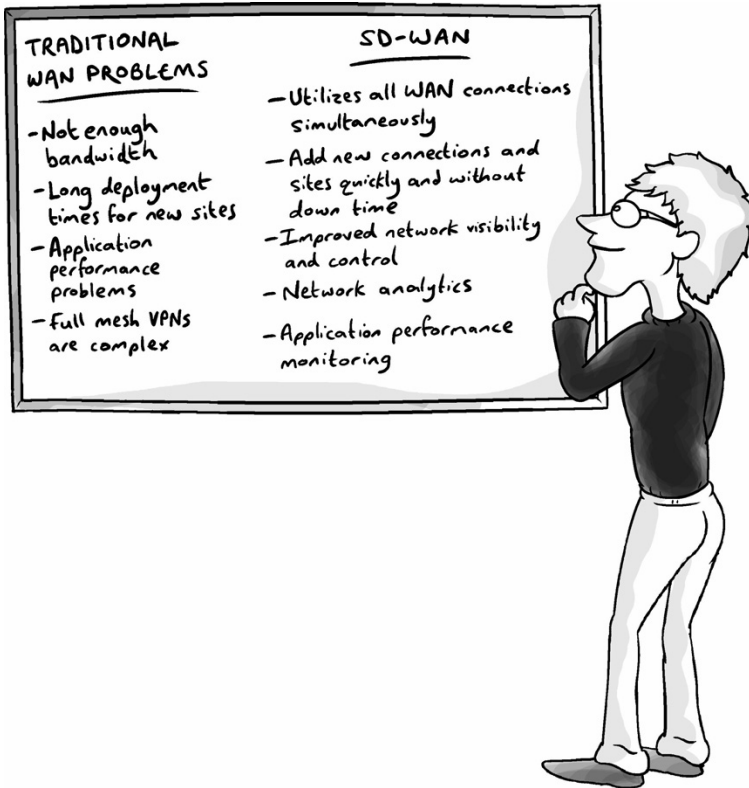 TRADITIONAL
WAN PROBLEMS
-Not enough
bandwidth
-Long deployment
times for new sites
-Application
performance
problems
-Full mesh VPNs
are complex
SD-WAN
-Utilizes all WAN connections
simultaneously
-Add new connections and
sites quickly and without
down time
-Improved network visibility
and control
-Network analytics
-Application performance
monitoring